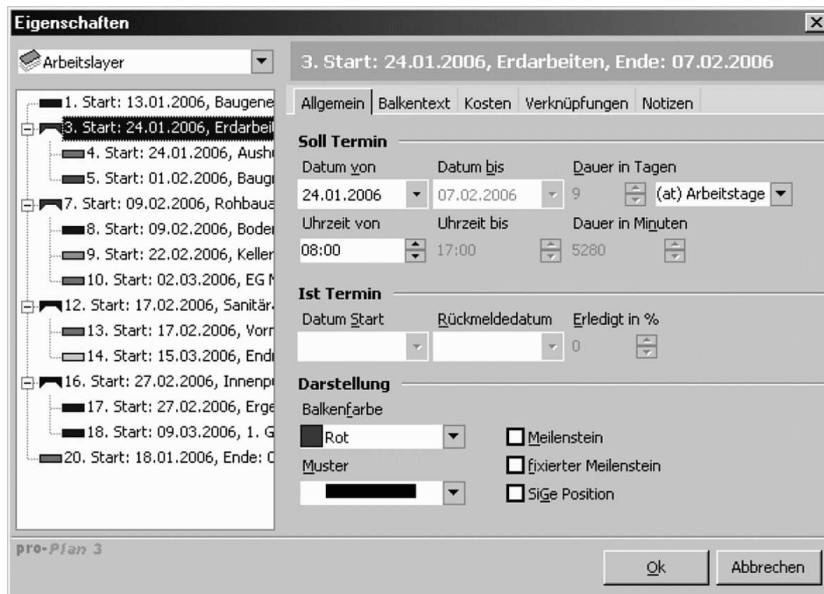 Eigenschaften
Arbeitslayer
3. Start: 24.01.2006, Erdarbeiten, Ende: 07.02.2006
1. Start: 13.01.2006, Baugene
3. Start: 24.01.2006, Erdarbeil
4. Start: 24.01.2006, Aush
5. Start: 01.02.2006, Baugr
7. Start: 09.02.2006, Rohbaua
8. Start: 09.02.2006, Boder
9. Start: 22.02.2006, Keller
10. Start: 02.03.2006, EG M
12. Start: 17.02.2006, Sanitär
13. Start: 17.02.2006, Vorr
14. Start: 15.03.2006, Endr
16. Start: 27.02.2006, Innenpu
17. Start: 27.02.2006, Erge
18. Start: 09.03.2006, 1. G
20. Start: 18.01.2006, Ende: 0
Allgemein Balkentext Kosten Verknüpfungen Notizen
Soll Termin
Datum von Datum bis Dauer in Tagen
24.01.2006 07.02.2006 9 (at) Arbeitstage
Uhrzeit von Uhrzeit bis Dauer in Minuten
08:00 17:00 5280
Ist Termin
Datum Start Rückmeldedatum Erledigt in %
0
Darstellung
Balkenfarbe
Rot Meilenstein
Muster fixierter Meilenstein
SiGe Position
pro-Plan 3
Ok Abbrechen